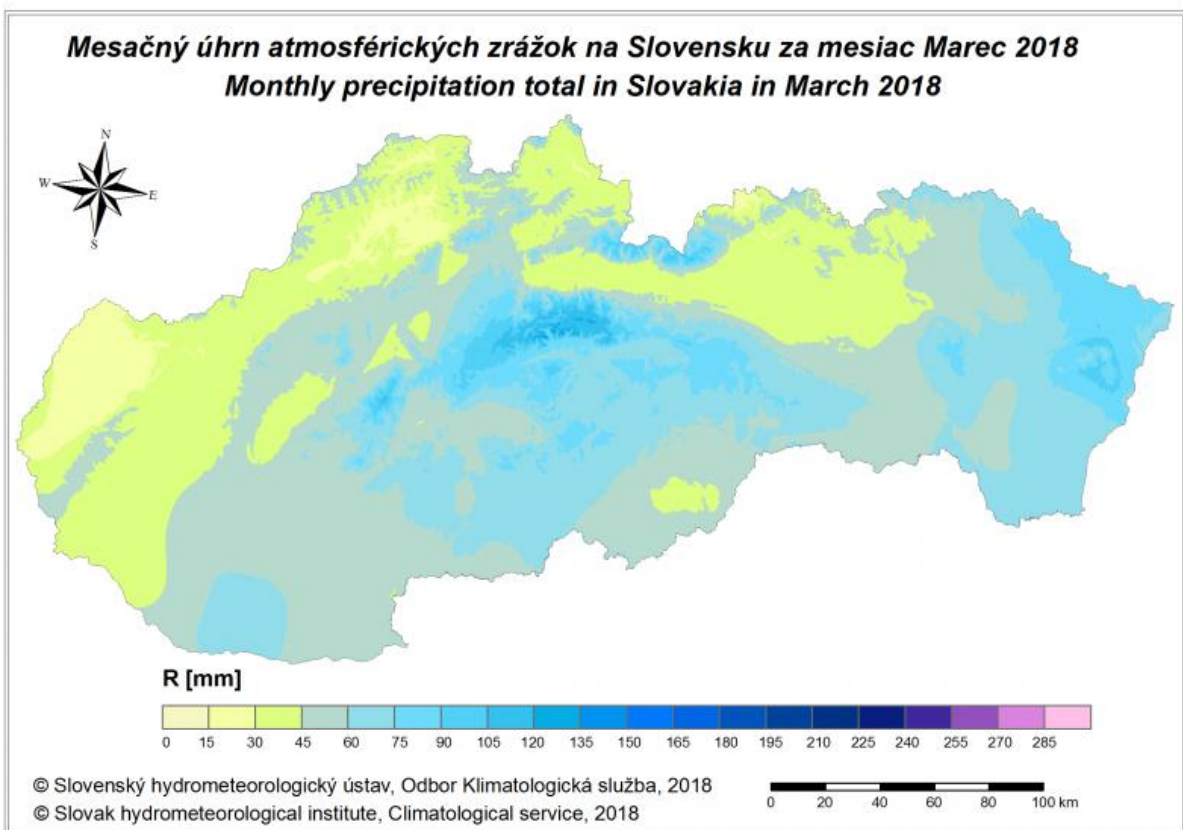 Mesačný úhrn atmosférických zrážok na Slovensku za mesiac Marec 2018
Monthly precipitation total in Slovakia in March 2018
N
W
E
S
R [mm]
0 15 30 45 60 75 90 105 120 135 150 165 180 195 210 225 240 255 270 285
© Slovenský hydrometeorologický ústav, Odbor Klimatologická služba, 2018
© Slovak hydrometeorological institute, Climatological service, 2018
0 20 40 60 80 100 km